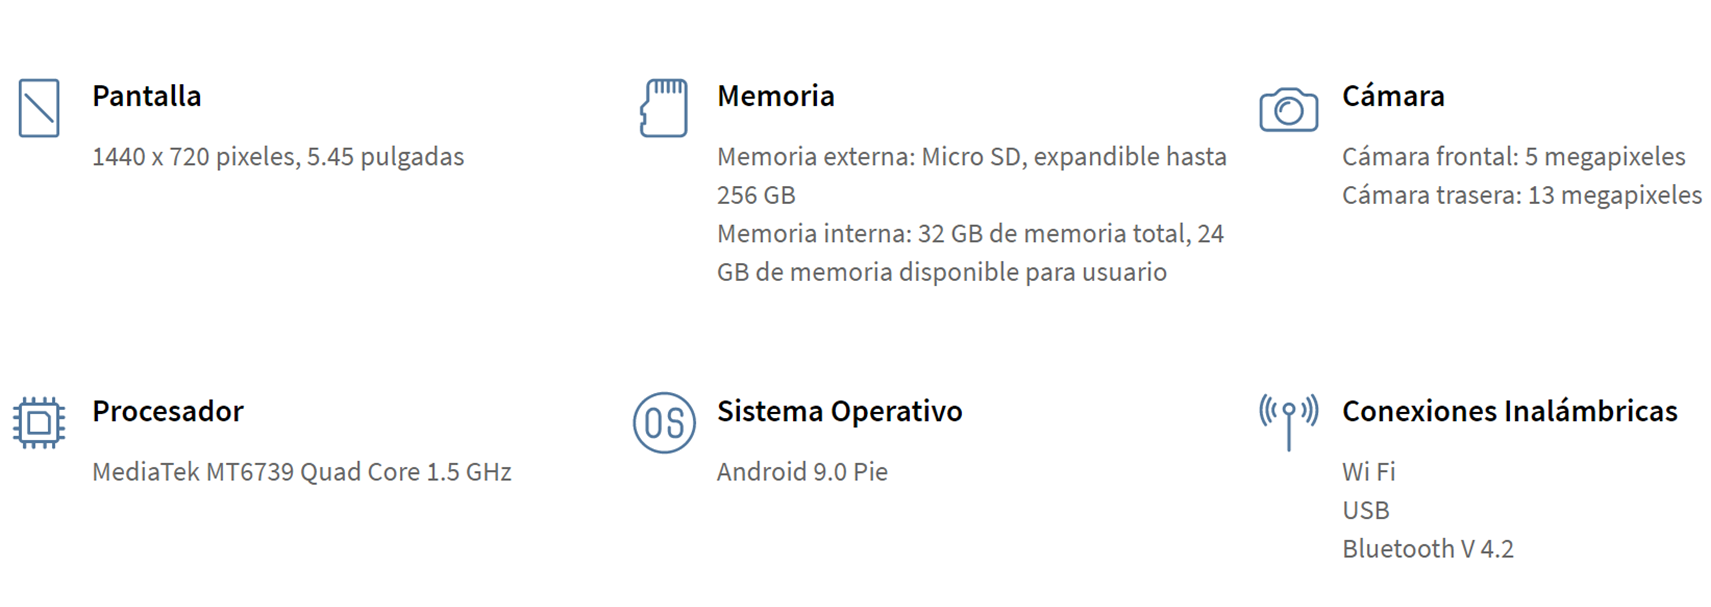 Pantalla
1440 x 720 pixeles, 5.45 pulgadas
Memoria
Memoria externa: Micro SD, expandible hasta
256 GB
Memoria interna: 32 GB de memoria total, 24
GB de memoria disponible para usuario
Cámara
Cámara frontal: 5 megapixeles
Cámara trasera: 13 megapixeles
Procesador
MediaTek MT6739 Quad Core 1.5 GHz
OS
Sistema Operativo
Android 9.0 Pie
Conexiones Inalámbricas
Wi Fi
USB
Bluetooth V 4.2